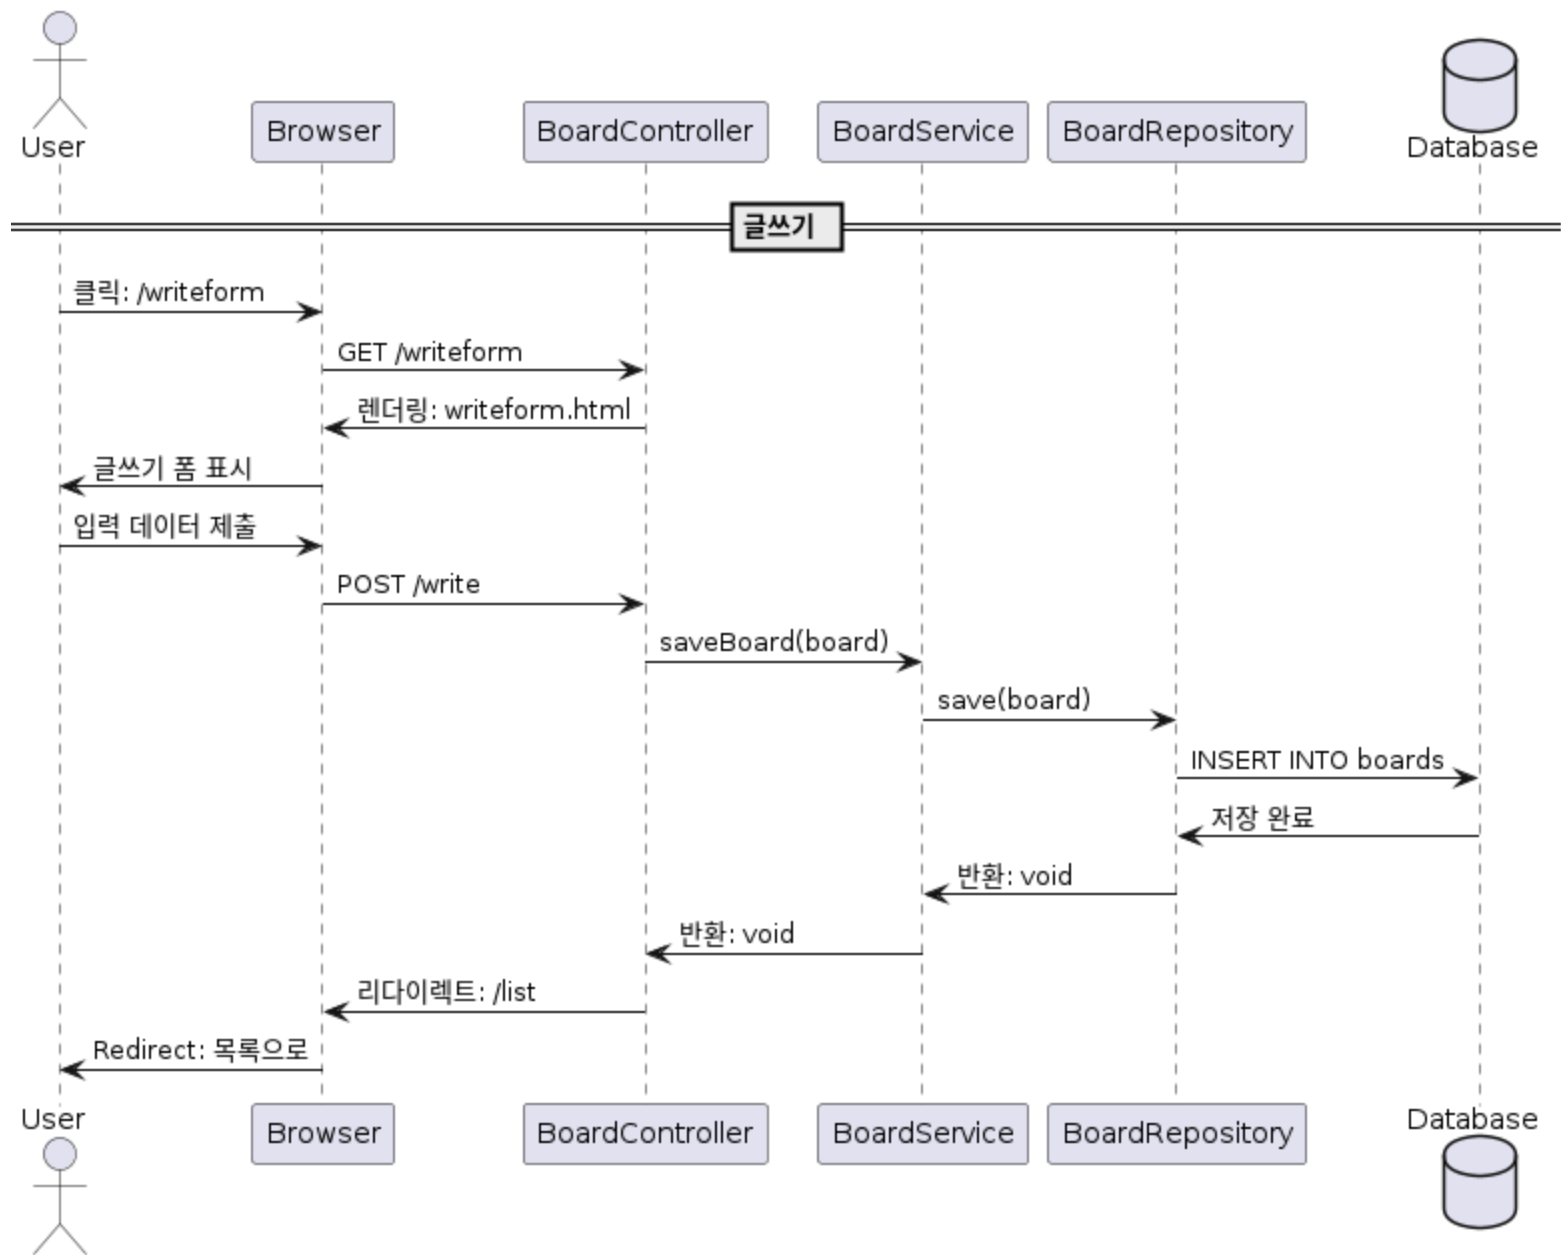 User
Browser
BoardController
BoardService
BoardRepository
Database
글쓰기
클릭: /writeform
GET /writeform
렌더링: writeform.html
글쓰기 폼 표시
입력 데이터 제출
POST /write
saveBoard(board)
save(board)
INSERT INTO boards
저장 완료
반환: void
반환: void
리다이렉트: /list
Redirect: 목록으로
User
Browser
BoardController
BoardService
BoardRepository
Database